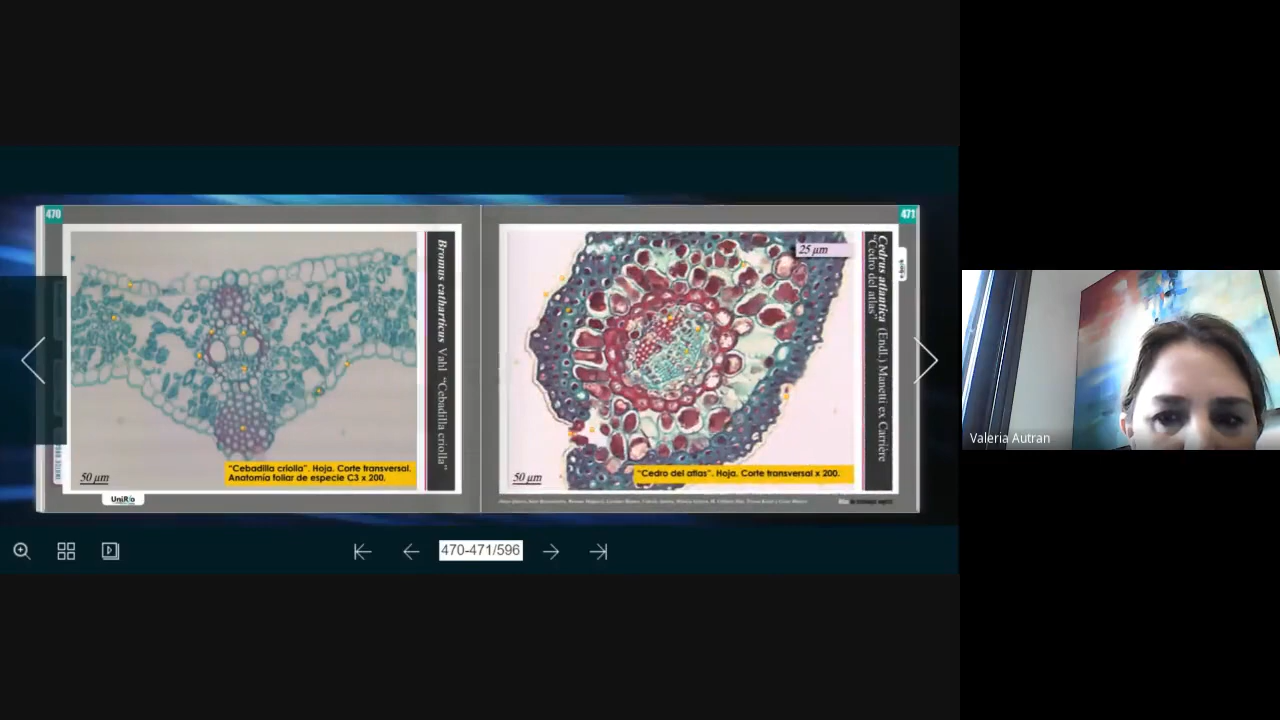 470
Bromus catharticus Vahl "Cebadilla criolla"
50 µm
"Cebadilla criolla". Hoja. Corte transversal.
Anatomía foliar de especie C3 x 200.
UniRío
471
25 µm
Cedrus atlantica (Endl.) Manetti ex Carrière
"Cedro del atlas"
50 µm
"Cedro del atlas". Hoja. Corte transversal x 200.
470-471/596
Valeria Autran